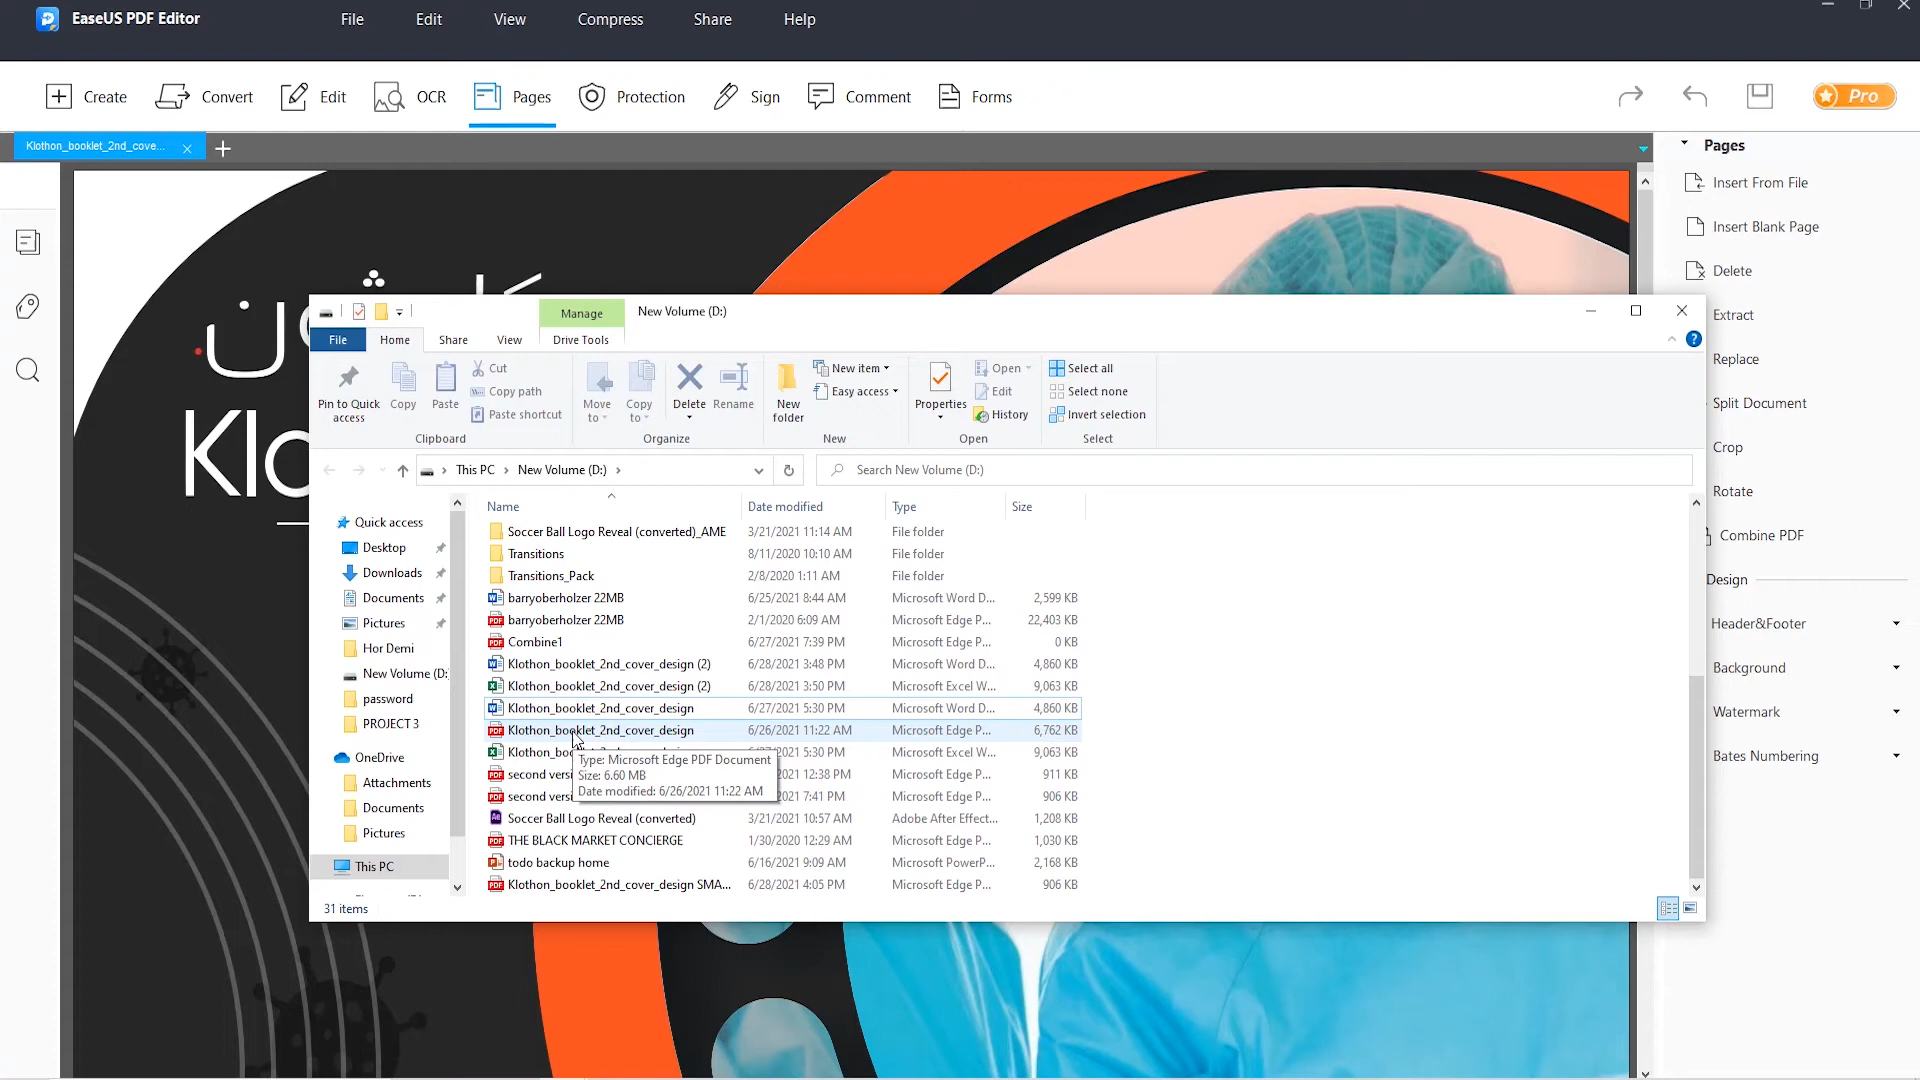 EaseUS PDF Editor File Edit View Compress Share Help
Create Convert Edit OCR Pages Protection Sign Comment Forms Pro
Klothon_booklet_2nd_cove...
Pages
Insert From File
Insert Blank Page
Delete
Extract
Replace
Split Document
Crop
Rotate
Combine PDF
Design
Header&Footer
Background
Watermark
Bates Numbering
Klo
Manage New Volume (D:)
File Home Share View Drive Tools
Pin to Quick access
Copy
Paste
Cut
Copy path
Paste shortcut
Clipboard
Move to
Copy to
Delete
Rename
Organize
New folder
New item
Easy access
New
Properties
Open
Edit
History
Open
Select all
Select none
Invert selection
Select
This PC New Volume (D:)
Search New Volume (D:)
Quick access
Desktop
Downloads
Documents
Pictures
Hor Demi
New Volume (D:
password
PROJECT 3
OneDrive
Attachments
Documents
Pictures
This PC
Name Date modified Type Size
Soccer Ball Logo Reveal (converted)_AME 3/21/2021 11:14 AM File folder
Transitions 8/11/2020 10:10 AM File folder
Transitions_Pack 2/8/2020 1:11 AM File folder
barryoberholzer 22MB 6/25/2021 8:44 AM Microsoft Word D... 2,599 KB
barryoberholzer 22MB 2/1/2020 6:09 AM Microsoft Edge P... 22,403 KB
Combine1 6/27/2021 7:39 PM Microsoft Edge P... 0 KB
Klothon_booklet_2nd_cover_design (2) 6/28/2021 3:48 PM Microsoft Word D... 4,860 KB
Klothon_booklet_2nd_cover_design (2) 6/28/2021 3:50 PM Microsoft Excel W... 9,063 KB
Klothon_booklet_2nd_cover_design 6/27/2021 5:30 PM Microsoft Word D... 4,860 KB
Klothon_booklet_2nd_cover_design 6/26/2021 11:22 AM Microsoft Edge P... 6,762 KB
Klothon_bo 2021 5:30 PM Microsoft Excel W... 9,063 KB
second versi 2021 12:38 PM Microsoft Edge P... 911 KB
second versi 2021 7:41 PM Microsoft Edge P... 906 KB
Soccer Ball Logo Reveal (converted) 3/21/2021 10:57 AM Adobe After Effect... 1,208 KB
THE BLACK MARKET CONCIERGE 1/30/2020 12:29 AM Microsoft Edge P... 1,030 KB
todo backup home 6/16/2021 9:09 AM Microsoft PowerP... 2,168 KB
Klothon_booklet_2nd_cover_design SMA... 6/28/2021 4:05 PM Microsoft Edge P... 906 KB
Type: Microsoft Edge PDF Document
Size: 6.60 MB
Date modified: 6/26/2021 11:22 AM
31 items